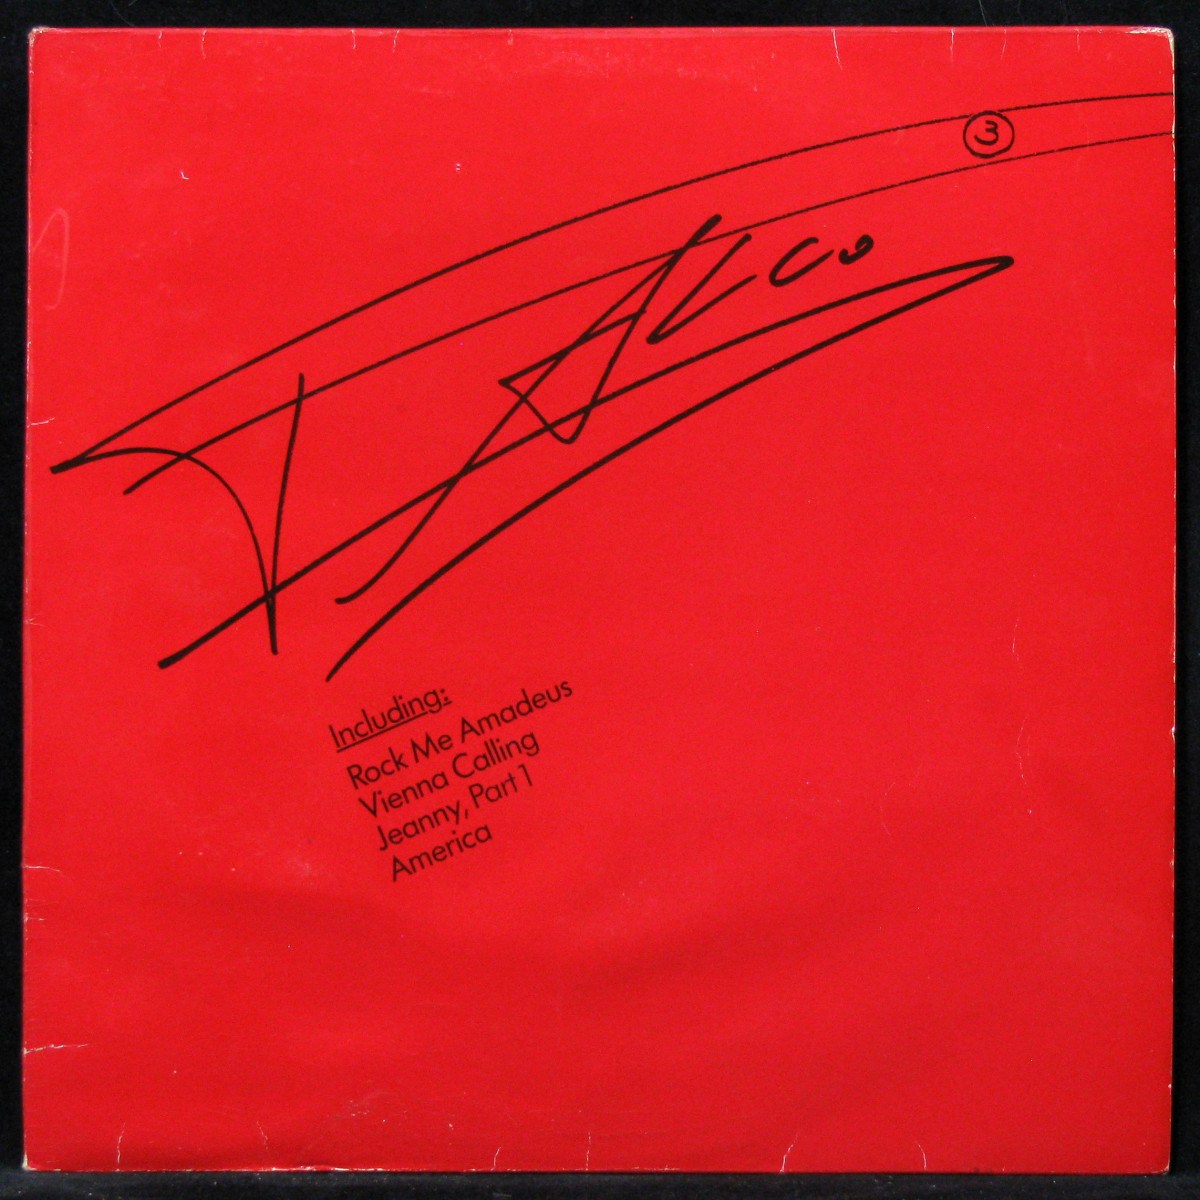 3
FALCO
Including:
Rock Me Amadeus
Vienna Calling
Jeanny, Part 1
America